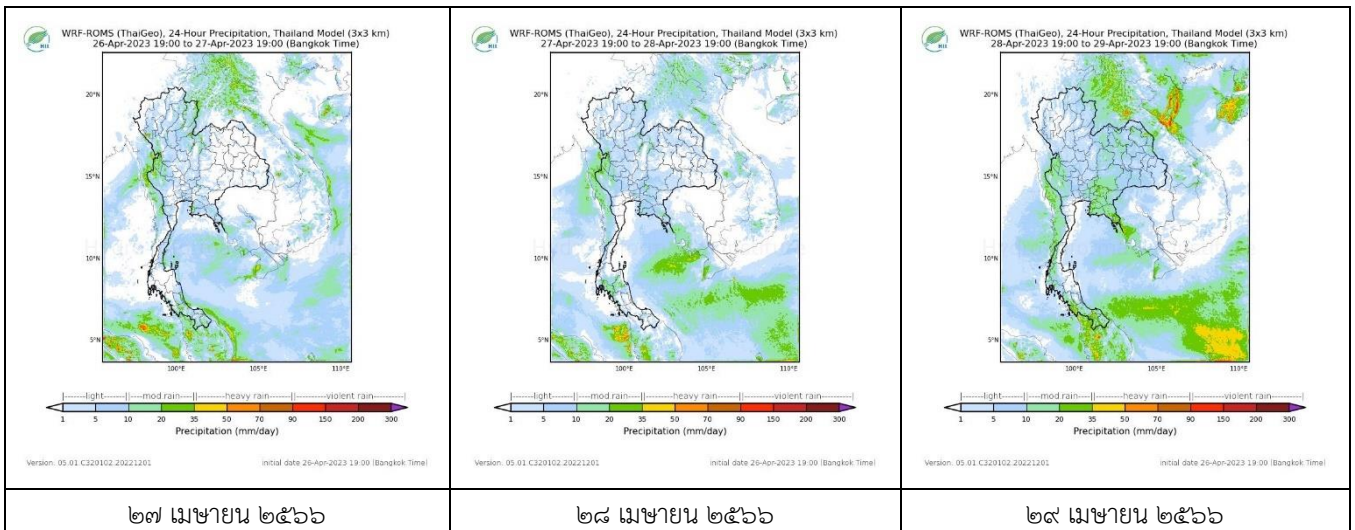 WRF-ROMS (ThaiGeo), 24-Hour Precipitation, Thailand Model (3x3 km)
26-Apr-2023 19:00 to 27-Apr-2023 19:00 (Bangkok Time)
HII
20°N
15°N
10°N
5°N
100°E 105°E 110°E
light mod rain heavy rain violent rain
1 5 10 20 35 50 70 90 150 200 300
Precipitation (mm/day)
Version: 05.01.C320102.20221201 initial date 26-Apr-2023 19:00 (Bangkok Time)
๒๗ เมษายน ๒๕๖๖
WRF-ROMS (ThaiGeo), 24-Hour Precipitation, Thailand Model (3x3 km)
27-Apr-2023 19:00 to 28-Apr-2023 19:00 (Bangkok Time)
HII
20°N
15°N
10°N
5°N
100°E 105°E 110°E
light mod rain heavy rain violent rain
1 5 10 20 35 50 70 90 150 200 300
Precipitation (mm/day)
Version: 05.01.C320102.20221201 initial date 26-Apr-2023 19:00 (Bangkok Time)
๒๘ เมษายน ๒๕๖๖
WRF-ROMS (ThaiGeo), 24-Hour Precipitation, Thailand Model (3x3 km)
28-Apr-2023 19:00 to 29-Apr-2023 19:00 (Bangkok Time)
HII
20°N
15°N
10°N
5°N
100°E 105°E 110°E
light mod rain heavy rain violent rain
1 5 10 20 35 50 70 90 150 200 300
Precipitation (mm/day)
Version: 05.01.C320102.20221201 initial date 26-Apr-2023 19:00 (Bangkok Time)
๒๙ เมษายน ๒๕๖๖